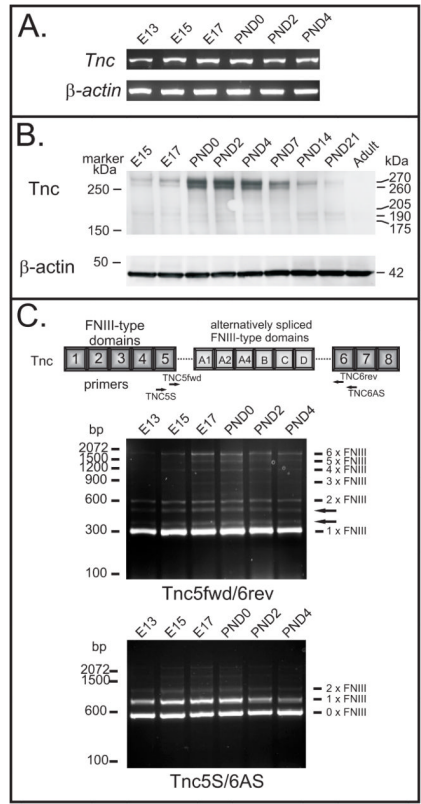 A.
E13 E15 E17 PND0 PND2 PND4
Tnc
β-actin
B.
marker kDa
E15 E17 PND0 PND2 PND4 PND7 PND14 PND21 Adult
kDa
Tnc
250
150
270
260
205
190
175
β-actin
50
42
C.
FNIII-type domains
alternatively spliced FNIII-type domains
Tnc 1 2 3 4 5 A1 A2 A4 B C D 6 7 8
primers
TNC5fwd
TNC5S
TNC6rev
TNC6AS
bp
E13 E15 E17 PND0 PND2 PND4
2072
1500
1200
900
600
300
100
6 x FNIII
5 x FNIII
4 x FNIII
3 x FNIII
2 x FNIII
1 x FNIII
Tnc5fwd/6rev
bp
E13 E15 E17 PND0 PND2 PND4
2072
1500
600
100
2 x FNIII
1 x FNIII
0 x FNIII
Tnc5S/6AS